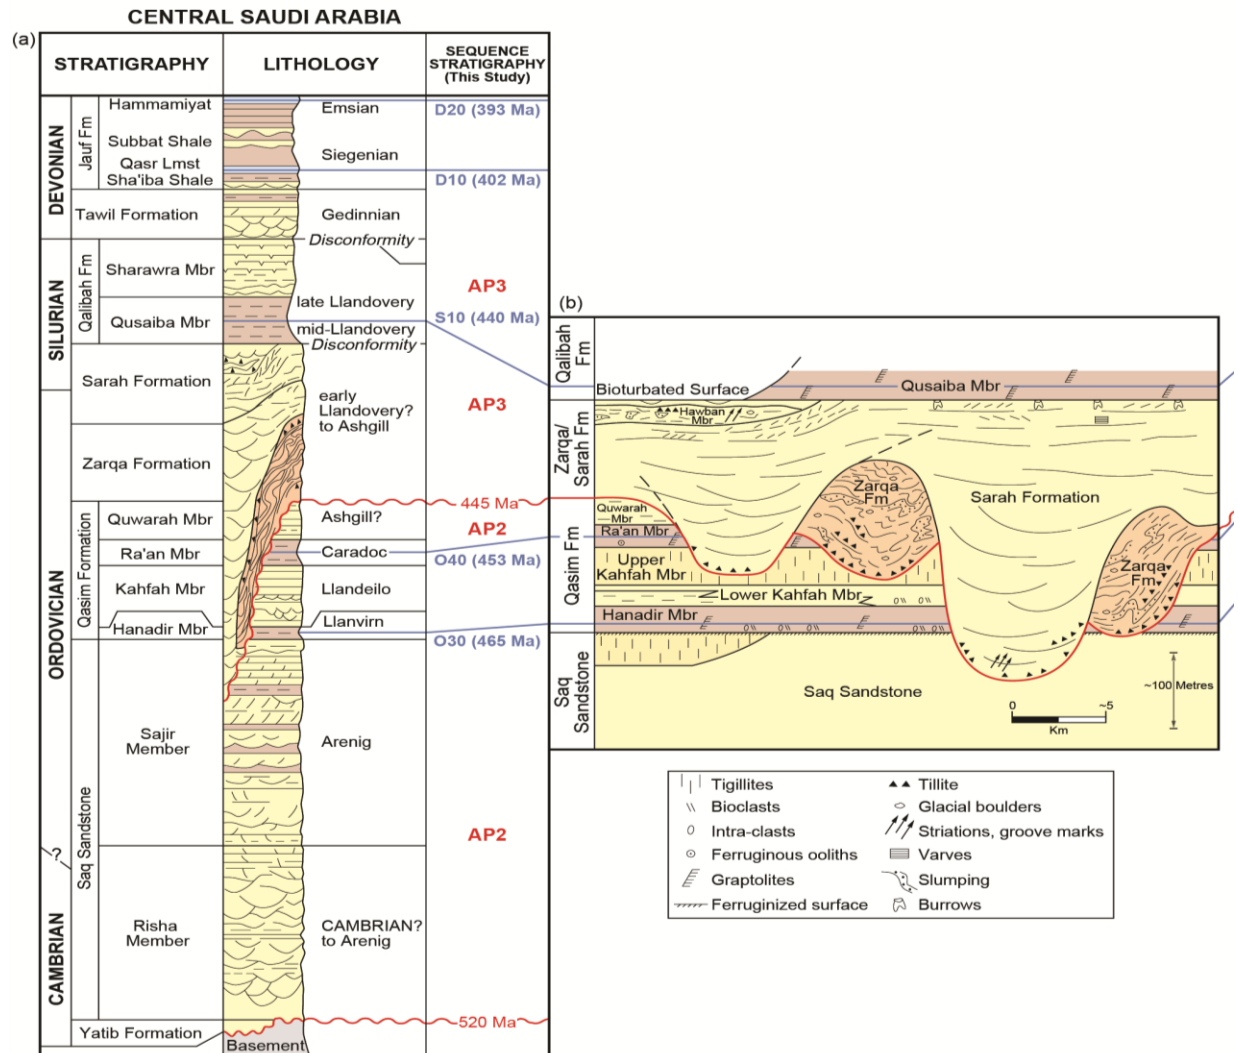 CENTRAL SAUDI ARABIA
(a)
STRATIGRAPHY
LITHOLOGY
SEQUENCE
STRATIGRAPHY
(This Study)
DEVONIAN
Jauf Fm
Hammamiyat
Subbat Shale
Qasr Lmst
Sha'iba Shale
Emsian
Siegenian
D20 (393 Ma)
D10 (402 Ma)
Tawil Formation
Gedinnian
Disconformity
SILURIAN
Qalibah Fm
Sharawra Mbr
Qusaiba Mbr
late Llandovery
mid-Llandovery
Disconformity
AP3
S10 (440 Ma)
Sarah Formation
early
Llandovery?
to Ashgill
AP3
Zarqa Formation
445 Ma
ORDOVICIAN
Qasim Formation
Quwarah Mbr
Ra'an Mbr
Kahfah Mbr
Hanadir Mbr
Ashgill?
Caradoc
Llandeilo
Llanvirn
AP2
O40 (453 Ma)
O30 (465 Ma)
Saq Sandstone
Sajir
Member
Arenig
AP2
?
CAMBRIAN
Risha
Member
CAMBRIAN?
to Arenig
520 Ma
Yatib Formation
Basement
(b)
Qalibah
Fm
Bioturbated Surface
Qusaiba Mbr
Zarqa/
Sarah Fm
Hawban
Mbr
Zarqa
Fm
Sarah Formation
Zarqa
Fm
Qasim Fm
Quwarah
Mbr
Ra'an Mbr
Upper
Kahfah Mbr
Lower Kahfah Mbr
Hanadir Mbr
Saq
Sandstone
Saq Sandstone
0 ~5
Km
~100 Metres
Tigillites
Bioclasts
Intra-clasts
Ferruginous ooliths
Graptolites
Ferruginized surface
Tillite
Glacial boulders
Striations, groove marks
Varves
Slumping
Burrows